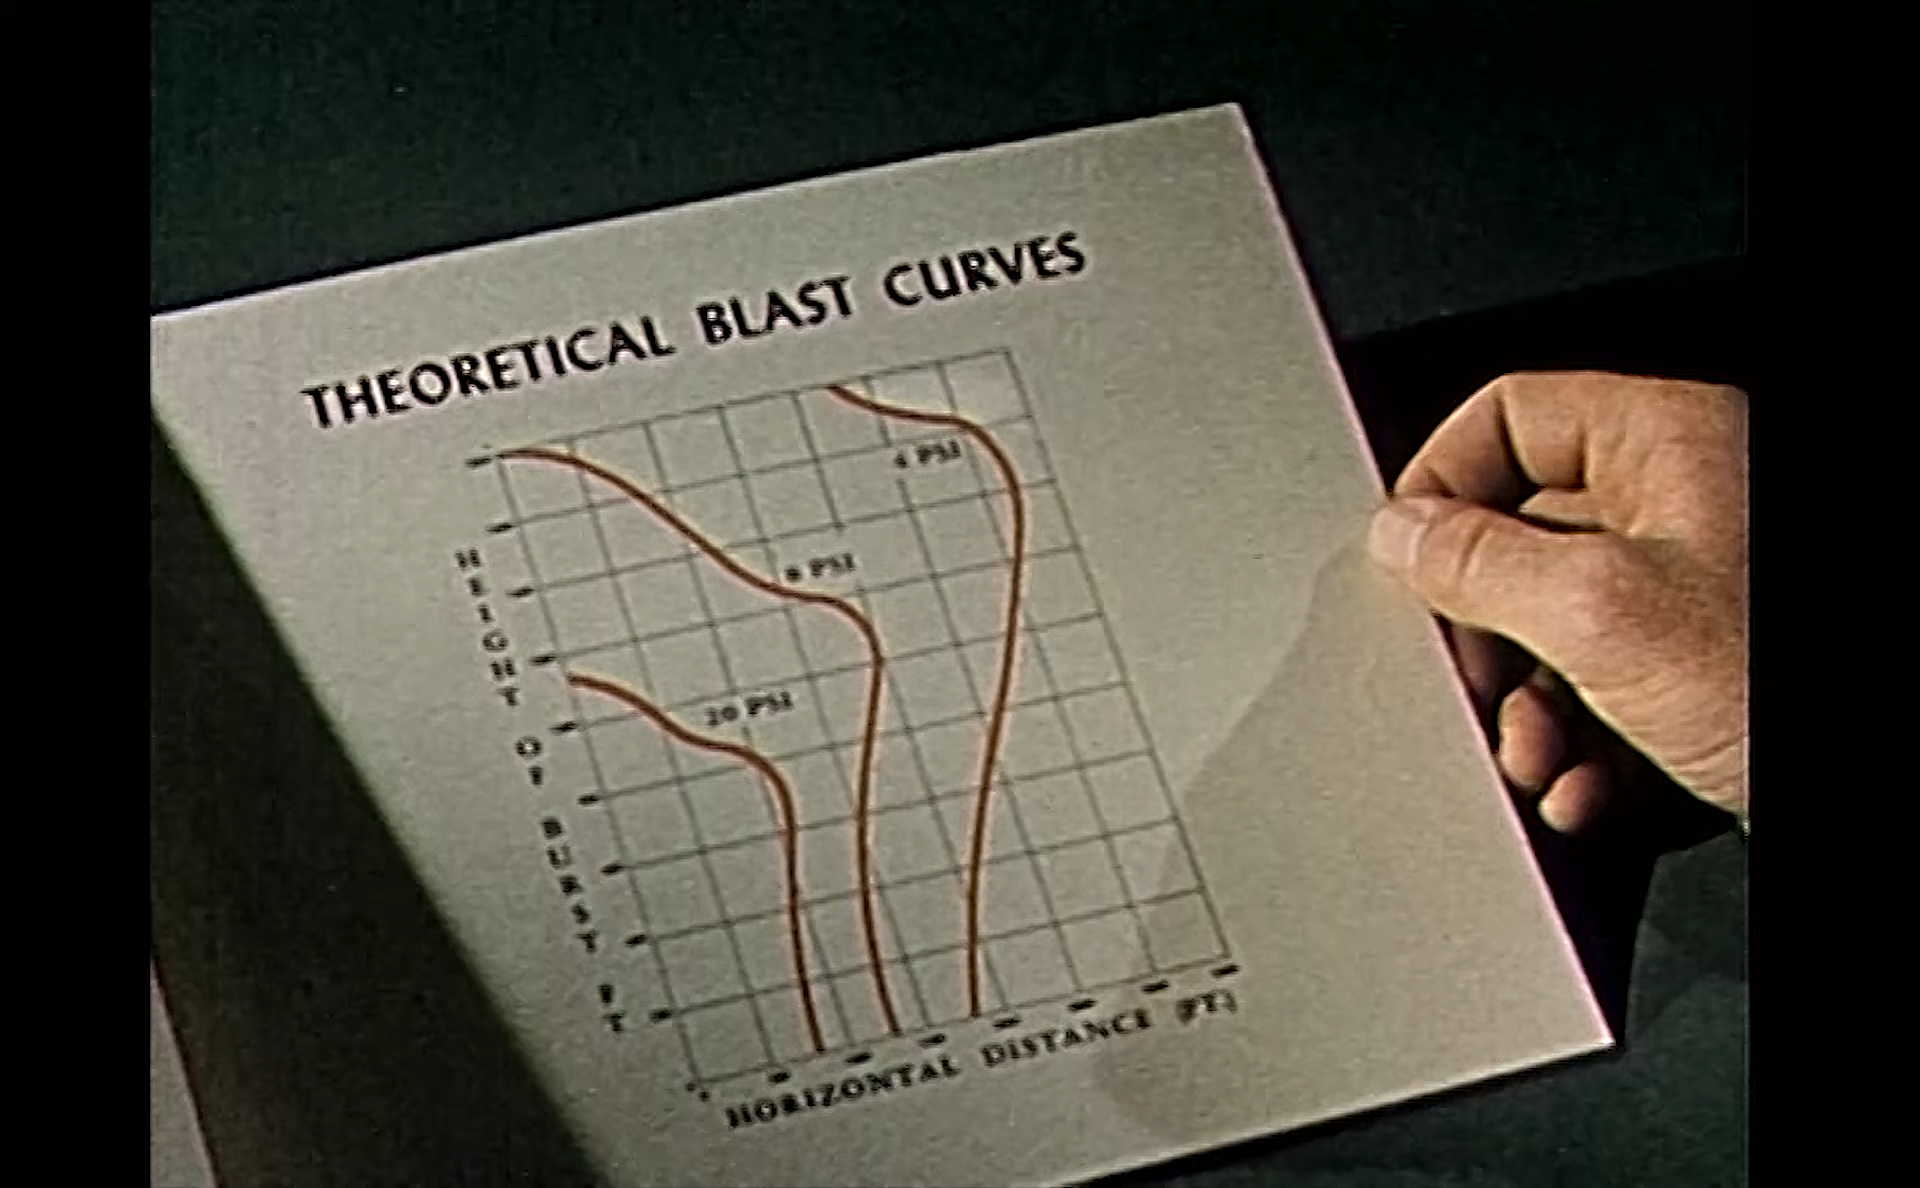 THEORETICAL BLAST CURVES
4 PSI
8 PSI
20 PSI
HEIGHT OF BURST FT
HORIZONTAL DISTANCE (FT.)